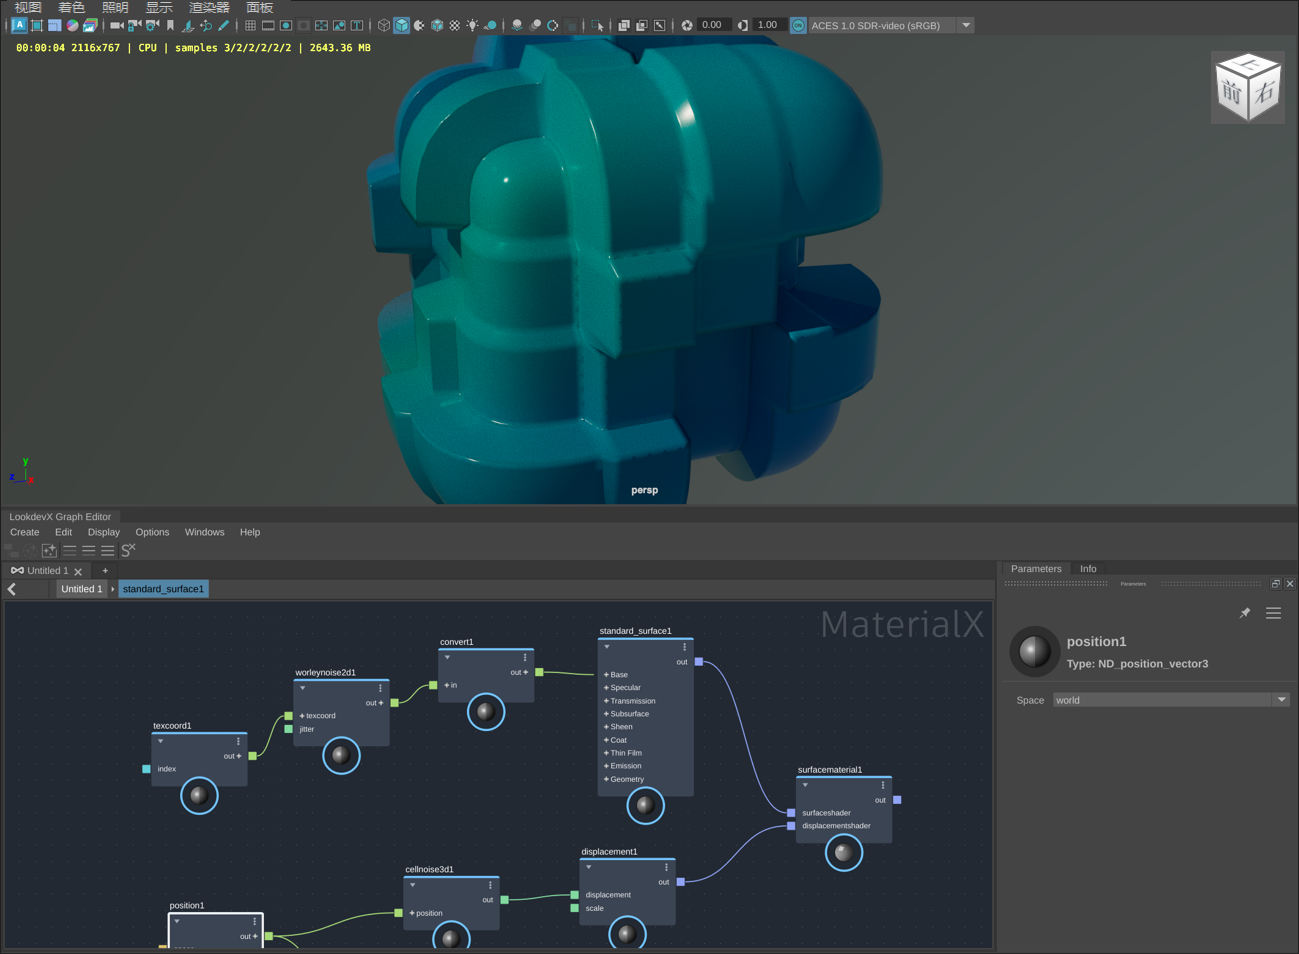 视图 着色 照明 显示 渲染器 面板
0.00 1.00 ACES 1.0 SDR-video (sRGB)
00:00:04 2116x767 | CPU | samples 3/2/2/2/2/2 | 2643.36 MB
上
前 右
y
z x
persp
LookdevX Graph Editor
Create Edit Display Options Windows Help
Untitled 1
Untitled 1 standard_surface1
MaterialX
standard_surface1
out
+ Base
+ Specular
+ Transmission
+ Subsurface
+ Sheen
+ Coat
+ Thin Film
+ Emission
+ Geometry
convert1
out +
+ in
worleynoise2d1
out +
+ texcoord
jitter
texcoord1
out +
index
surfacematerial1
out
surfaceshader
displacementshader
displacement1
out
displacement
scale
cellnoise3d1
out
+ position
position1
out +
Parameters Info
Parameters
position1
Type: ND_position_vector3
Space world